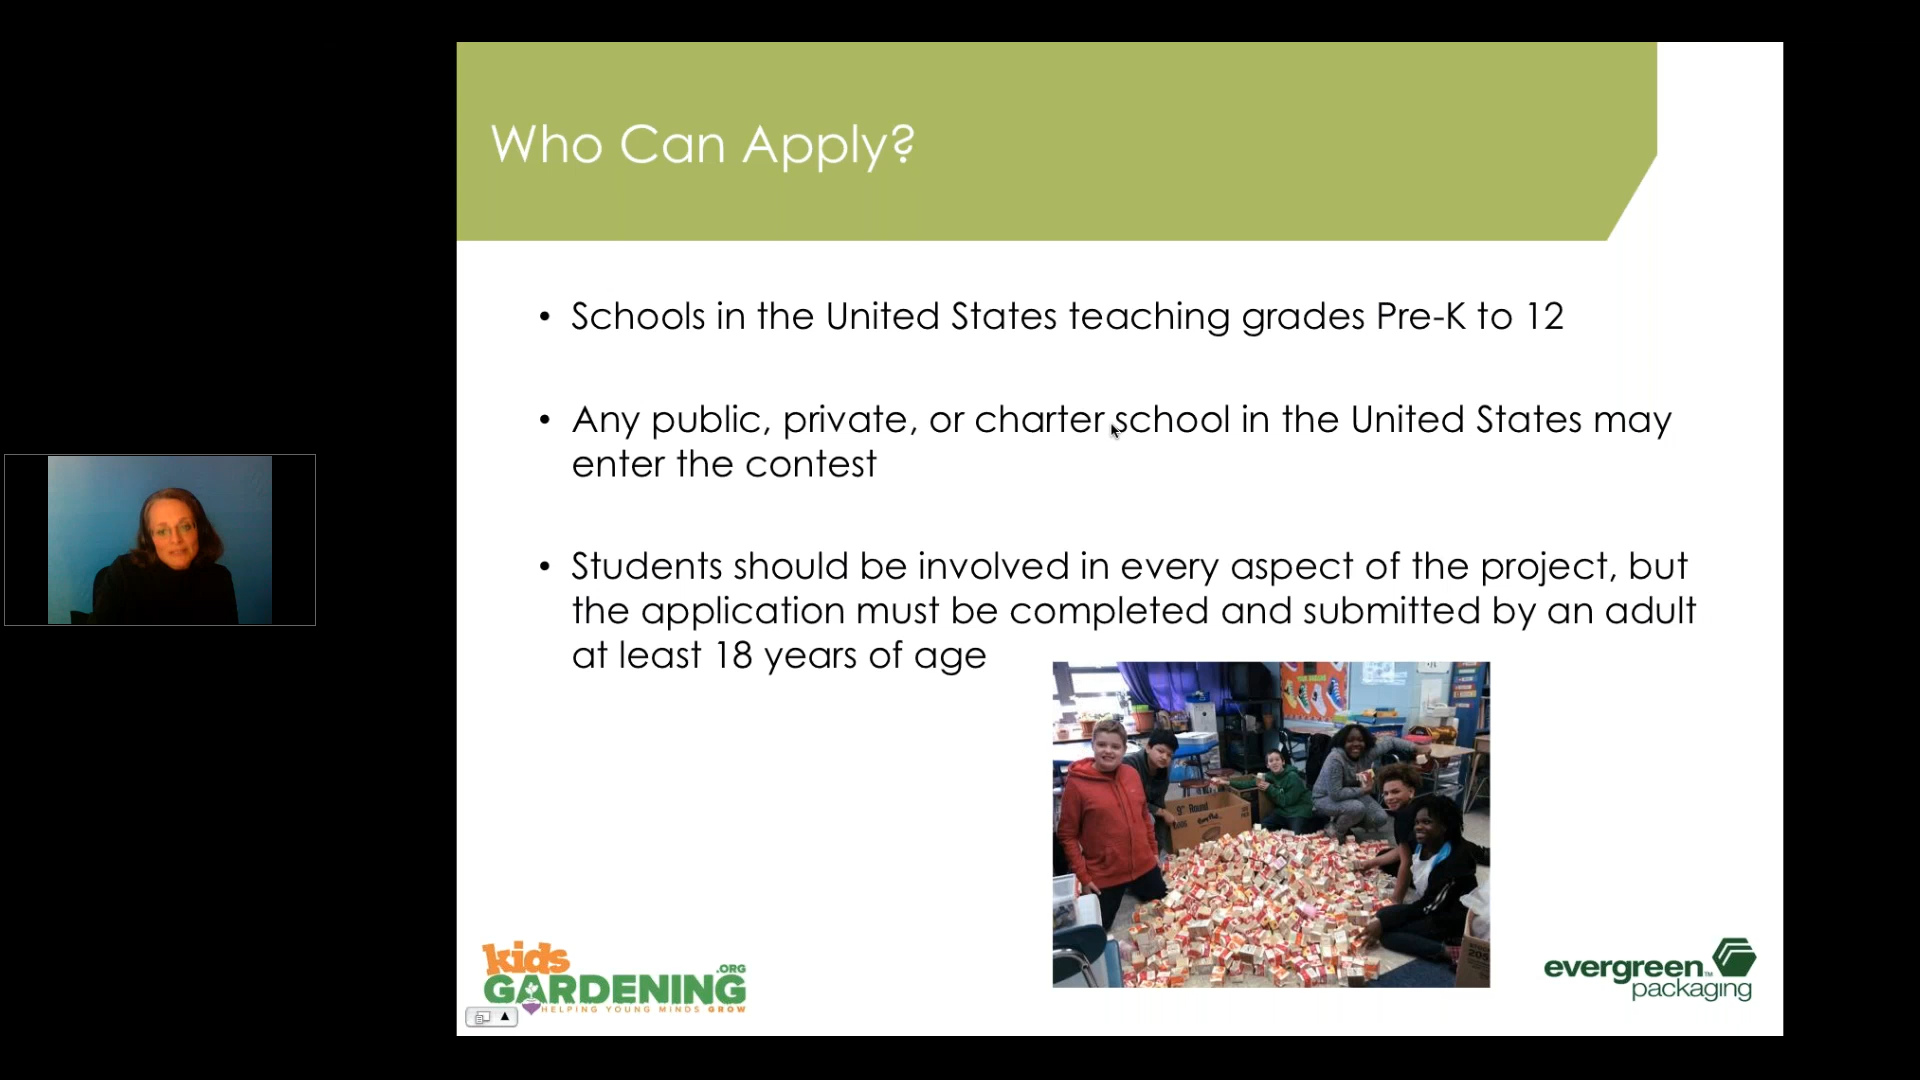 Who Can Apply?
• Schools in the United States teaching grades Pre-K to 12
• Any public, private, or charter school in the United States may
enter the contest
• Students should be involved in every aspect of the project, but
the application must be completed and submitted by an adult
at least 18 years of age
9" Round
kids
GARDENING.ORG
HELPING YOUNG MINDS GROW
evergreen™
packaging